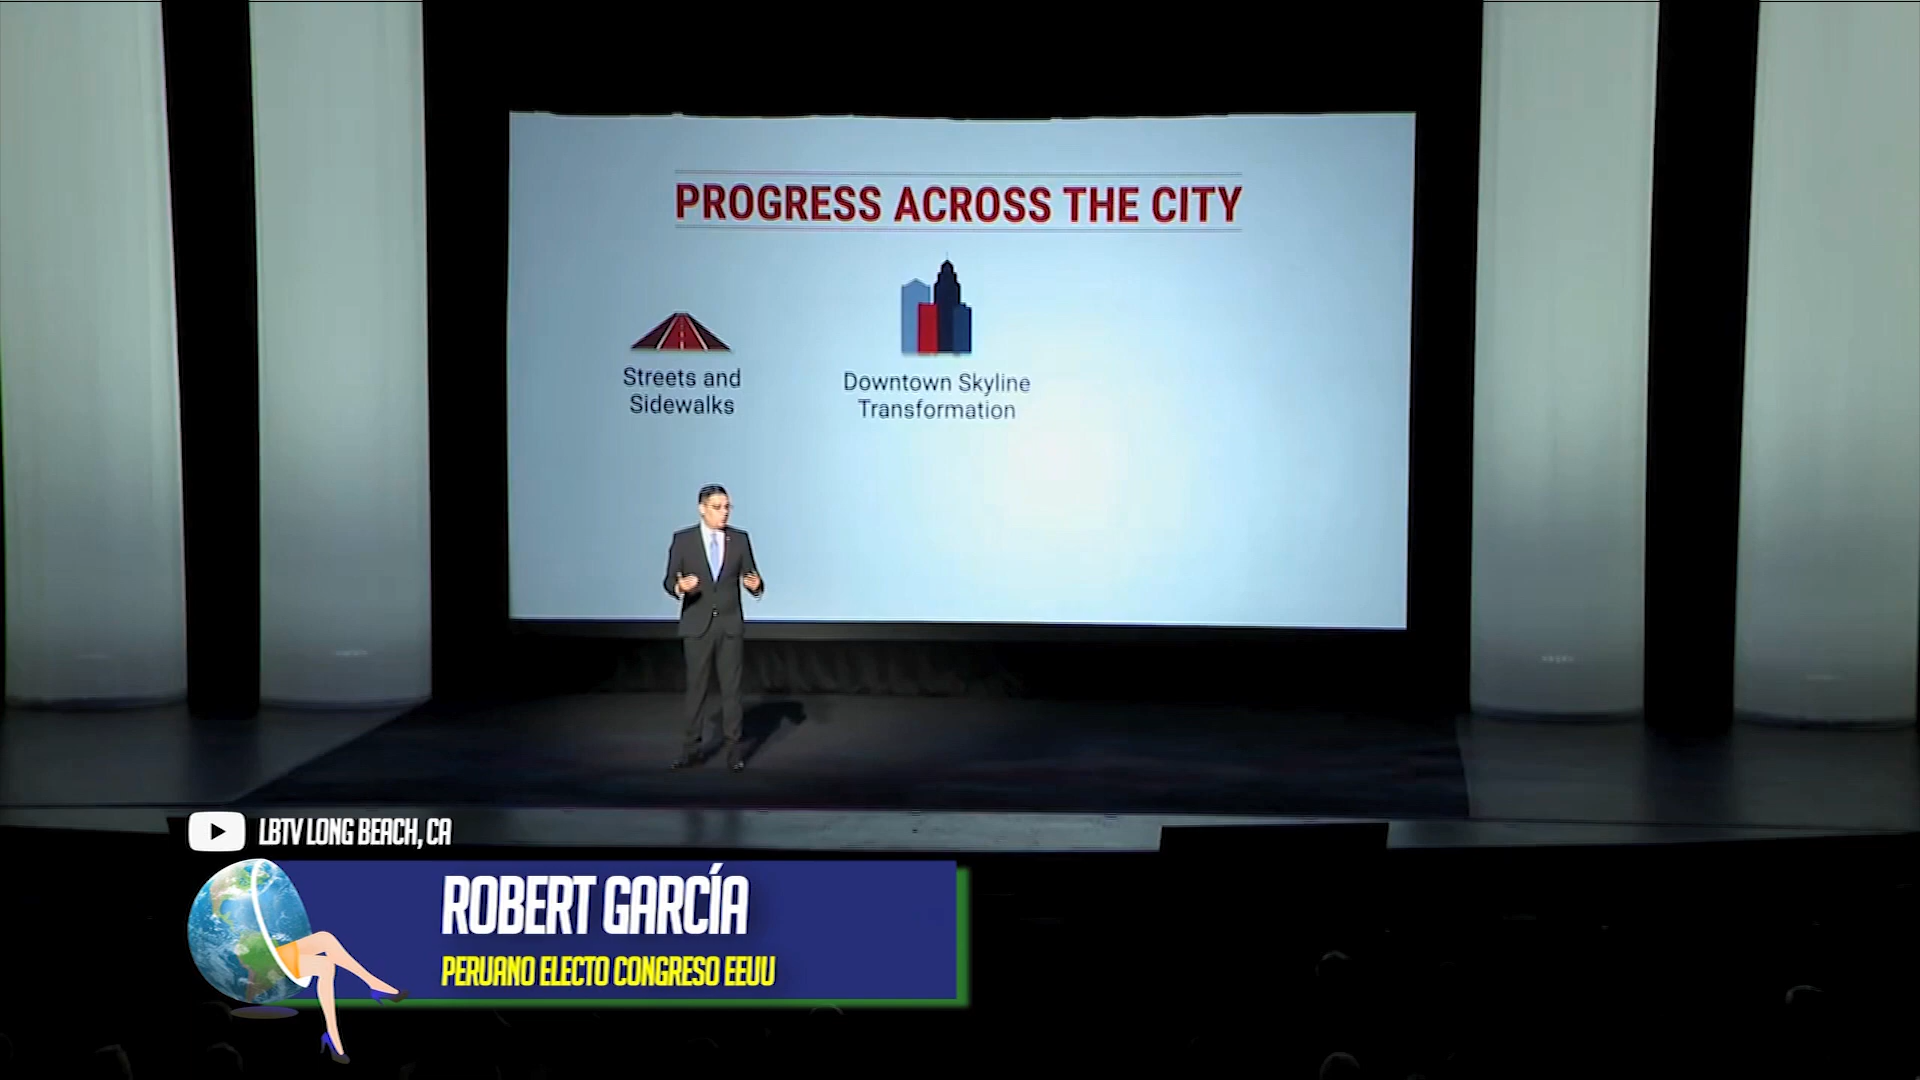 PROGRESS ACROSS THE CITY
Streets and
Sidewalks
Downtown Skyline
Transformation
LBTV LONG BEACH, CA
ROBERT GARCÍA
PERUANO ELECTO CONGRESO EEUU